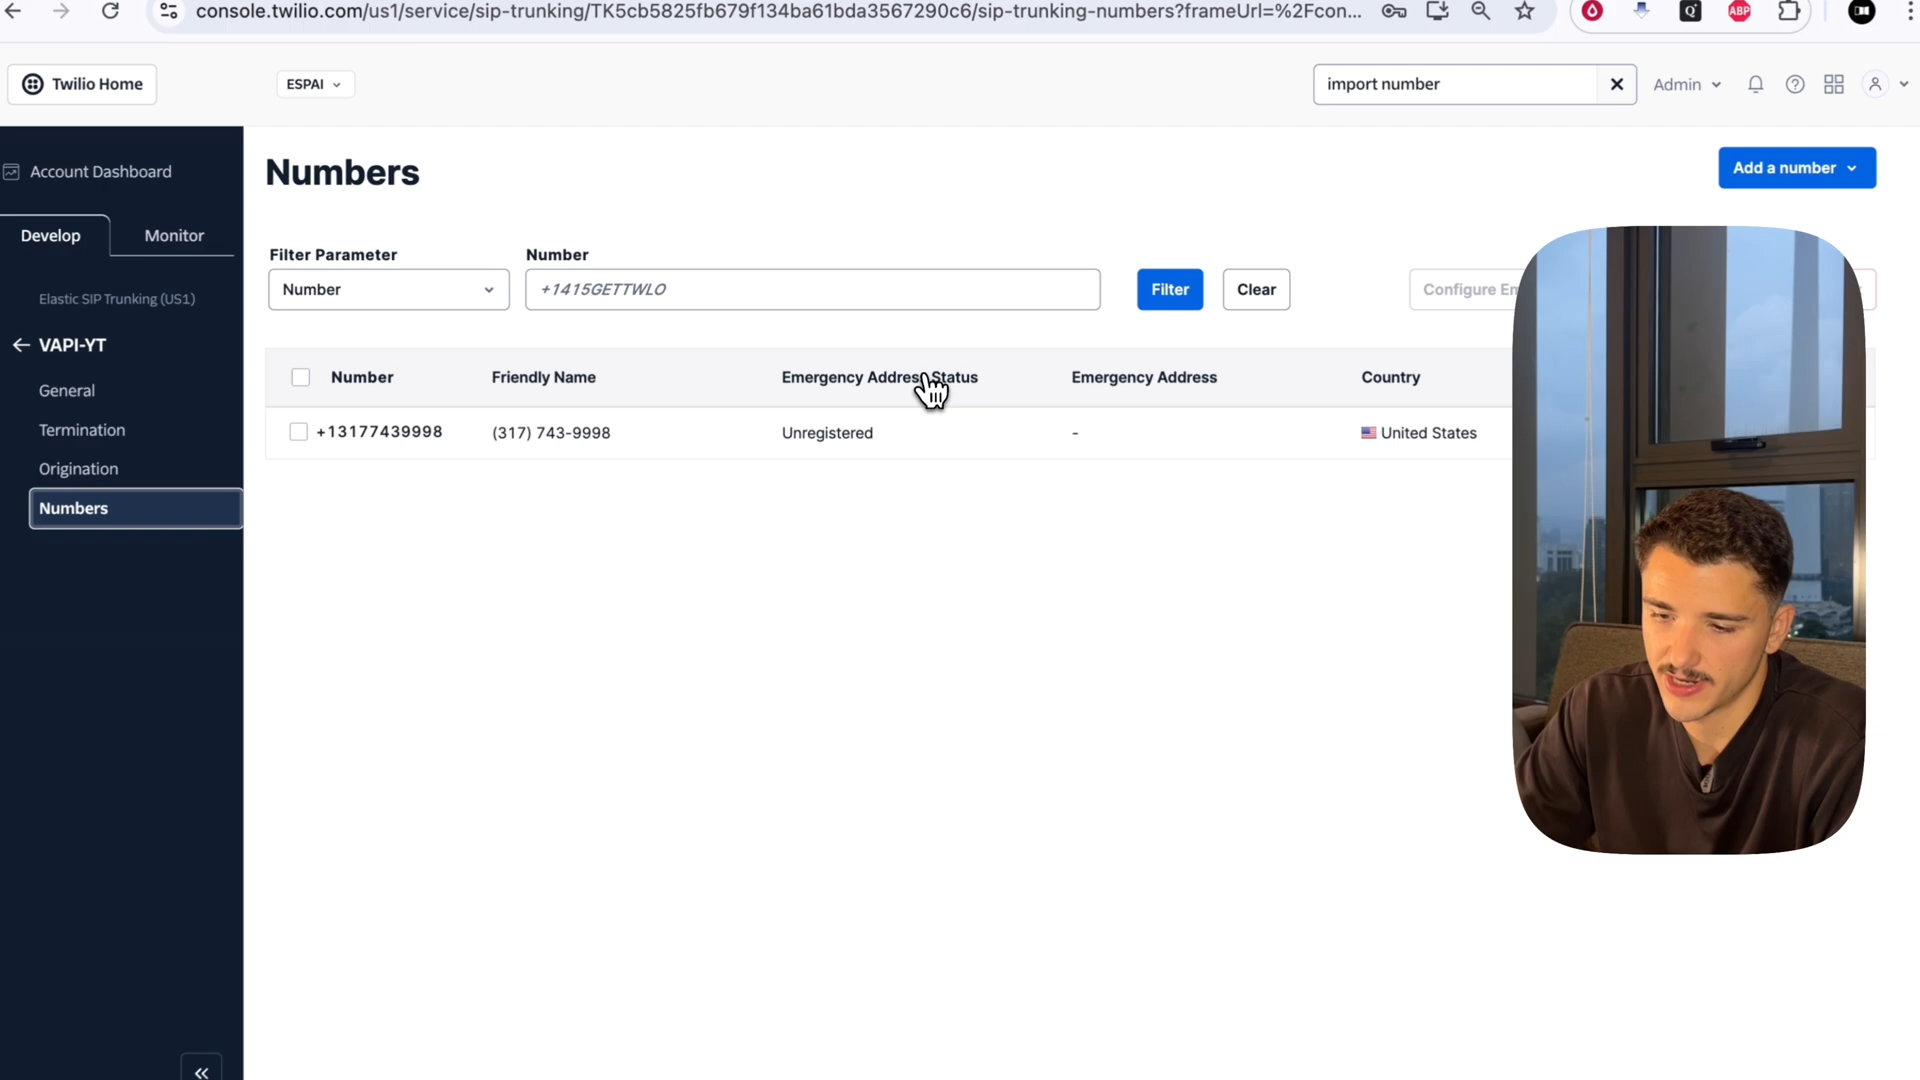 console.twilio.com/us1/service/sip-trunking/TK5cb5825fb679f134ba61bda3567290c6/sip-trunking-numbers?frameUrl=%2Fcon...
ABP
Twilio Home
ESPAI
import number
Admin
Account Dashboard
Numbers
Add a number
Develop
Monitor
Filter Parameter
Number
Number
+1415GETTWLO
Filter
Clear
Configure Em
Elastic SIP Trunking (US1)
VAPI-YT
General
Termination
Origination
Numbers
Number
Friendly Name
Emergency Address Status
Emergency Address
Country
+13177439998
(317) 743-9998
Unregistered
-
United States